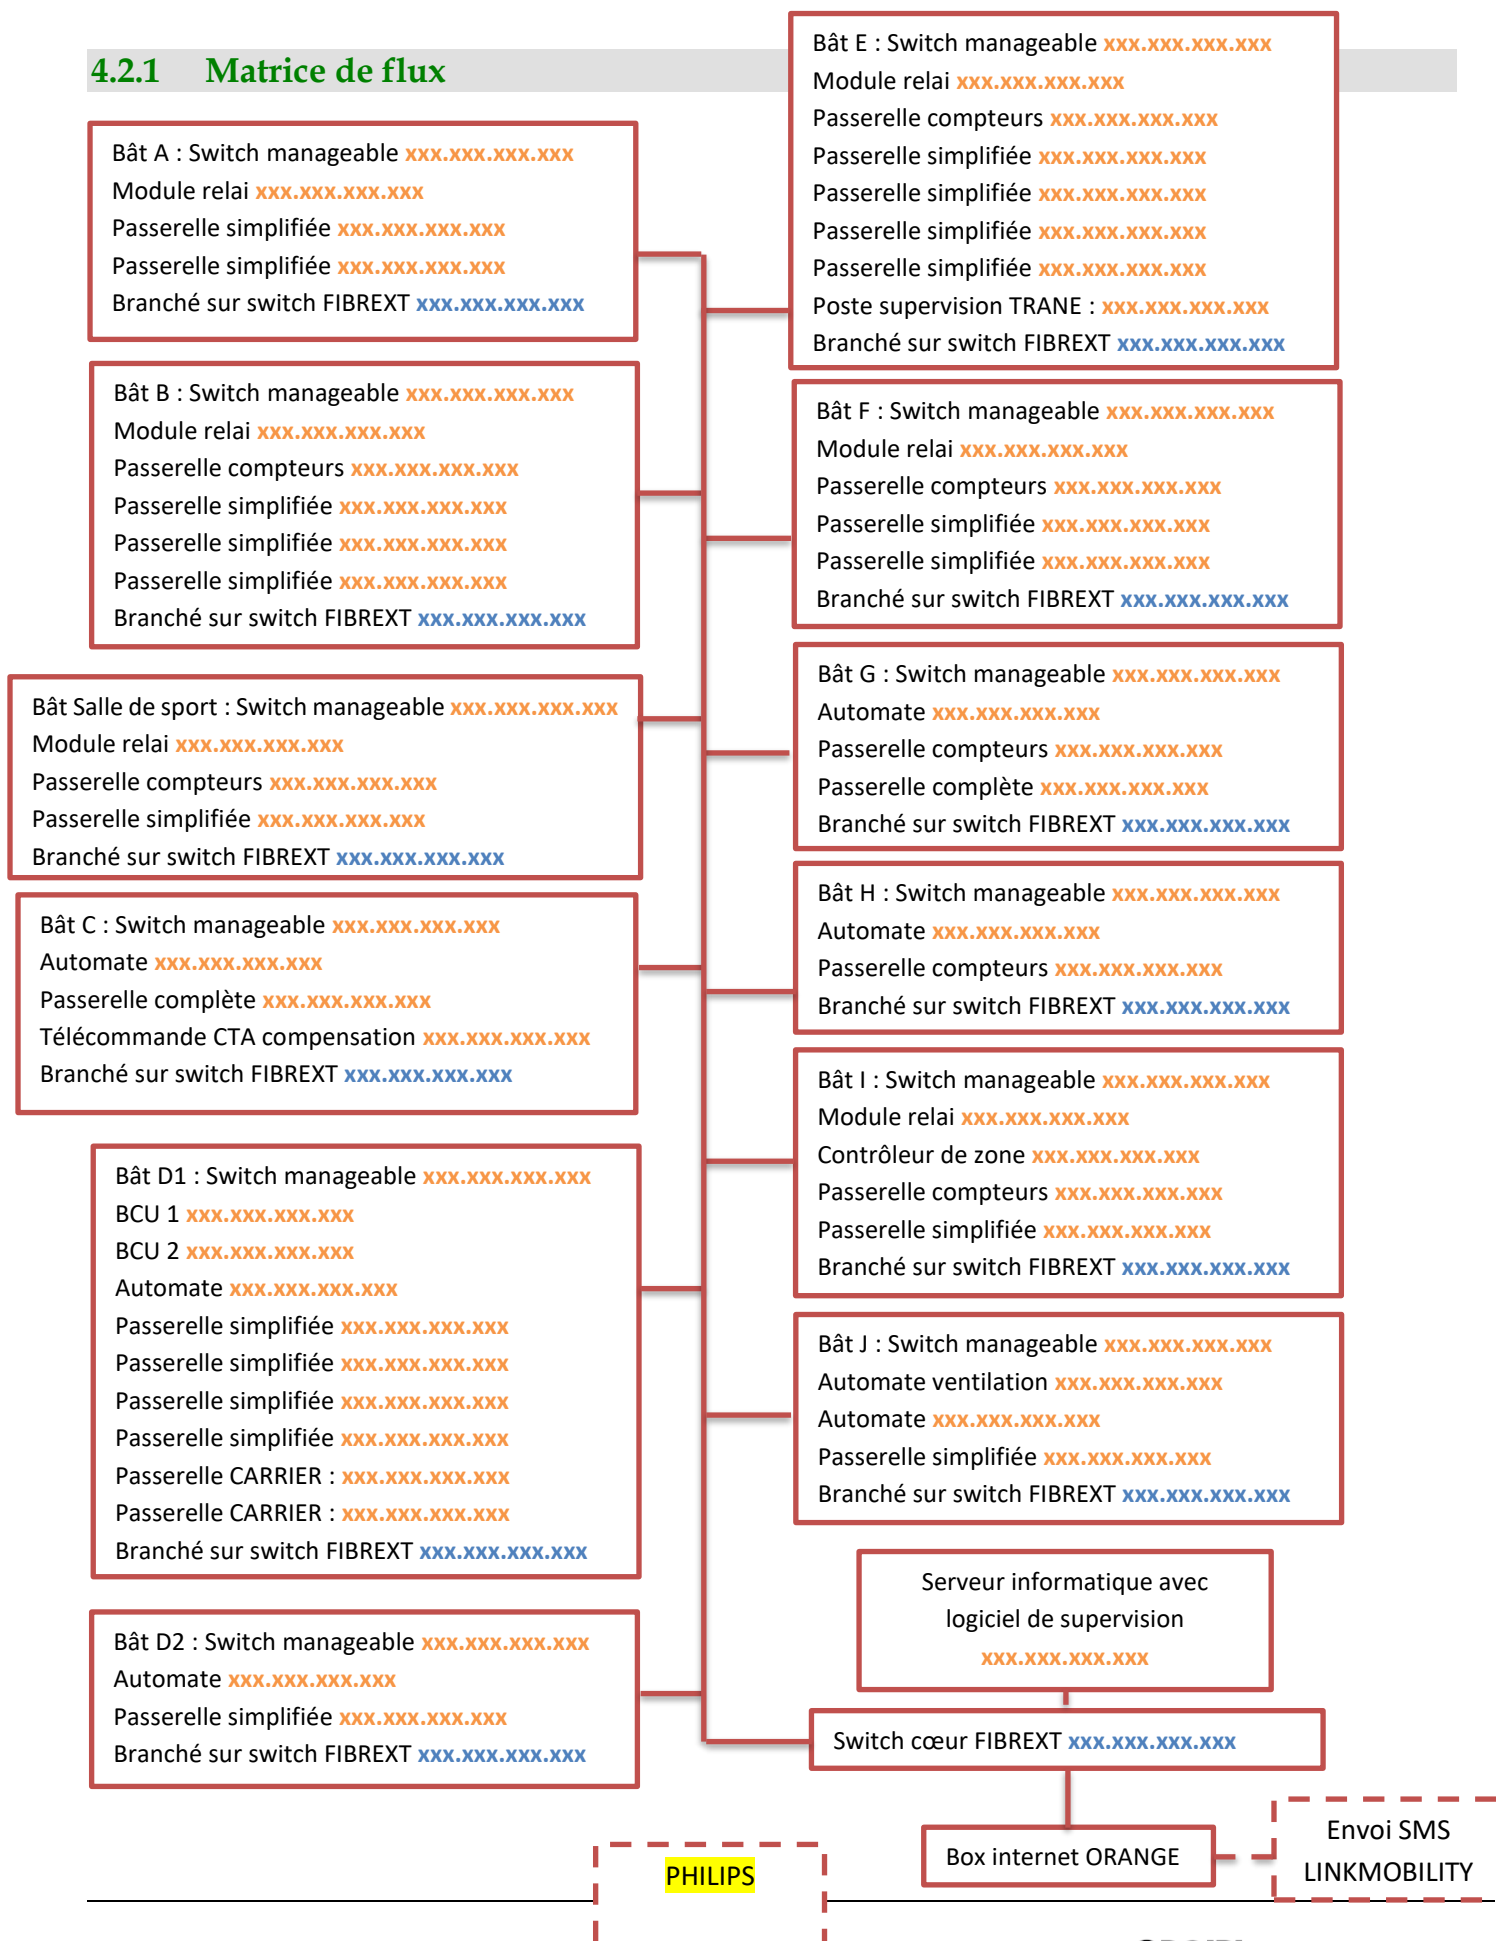 4.2.1 Matrice de flux
Bât A : Switch manageable xxx.xxx.xxx.xxx
Module relai xxx.xxx.xxx.xxx
Passerelle simplifiée xxx.xxx.xxx.xxx
Passerelle simplifiée xxx.xxx.xxx.xxx
Branché sur switch FIBREXT xxx.xxx.xxx.xxx
Bât B : Switch manageable xxx.xxx.xxx.xxx
Module relai xxx.xxx.xxx.xxx
Passerelle compteurs xxx.xxx.xxx.xxx
Passerelle simplifiée xxx.xxx.xxx.xxx
Passerelle simplifiée xxx.xxx.xxx.xxx
Passerelle simplifiée xxx.xxx.xxx.xxx
Branché sur switch FIBREXT xxx.xxx.xxx.xxx
Bât Salle de sport : Switch manageable xxx.xxx.xxx.xxx
Module relai xxx.xxx.xxx.xxx
Passerelle compteurs xxx.xxx.xxx.xxx
Passerelle simplifiée xxx.xxx.xxx.xxx
Branché sur switch FIBREXT xxx.xxx.xxx.xxx
Bât C : Switch manageable xxx.xxx.xxx.xxx
Automate xxx.xxx.xxx.xxx
Passerelle complète xxx.xxx.xxx.xxx
Télécommande CTA compensation xxx.xxx.xxx.xxx
Branché sur switch FIBREXT xxx.xxx.xxx.xxx
Bât D1 : Switch manageable xxx.xxx.xxx.xxx
BCU 1 xxx.xxx.xxx.xxx
BCU 2 xxx.xxx.xxx.xxx
Automate xxx.xxx.xxx.xxx
Passerelle simplifiée xxx.xxx.xxx.xxx
Passerelle simplifiée xxx.xxx.xxx.xxx
Passerelle simplifiée xxx.xxx.xxx.xxx
Passerelle simplifiée xxx.xxx.xxx.xxx
Passerelle CARRIER : xxx.xxx.xxx.xxx
Passerelle CARRIER : xxx.xxx.xxx.xxx
Branché sur switch FIBREXT xxx.xxx.xxx.xxx
Bât D2 : Switch manageable xxx.xxx.xxx.xxx
Automate xxx.xxx.xxx.xxx
Passerelle simplifiée xxx.xxx.xxx.xxx
Branché sur switch FIBREXT xxx.xxx.xxx.xxx
Bât E : Switch manageable xxx.xxx.xxx.xxx
Module relai xxx.xxx.xxx.xxx
Passerelle compteurs xxx.xxx.xxx.xxx
Passerelle simplifiée xxx.xxx.xxx.xxx
Passerelle simplifiée xxx.xxx.xxx.xxx
Passerelle simplifiée xxx.xxx.xxx.xxx
Passerelle simplifiée xxx.xxx.xxx.xxx
Poste supervision TRANE : xxx.xxx.xxx.xxx
Branché sur switch FIBREXT xxx.xxx.xxx.xxx
Bât F : Switch manageable xxx.xxx.xxx.xxx
Module relai xxx.xxx.xxx.xxx
Passerelle compteurs xxx.xxx.xxx.xxx
Passerelle simplifiée xxx.xxx.xxx.xxx
Passerelle simplifiée xxx.xxx.xxx.xxx
Branché sur switch FIBREXT xxx.xxx.xxx.xxx
Bât G : Switch manageable xxx.xxx.xxx.xxx
Automate xxx.xxx.xxx.xxx
Passerelle compteurs xxx.xxx.xxx.xxx
Passerelle complète xxx.xxx.xxx.xxx
Branché sur switch FIBREXT xxx.xxx.xxx.xxx
Bât H : Switch manageable xxx.xxx.xxx.xxx
Automate xxx.xxx.xxx.xxx
Passerelle compteurs xxx.xxx.xxx.xxx
Branché sur switch FIBREXT xxx.xxx.xxx.xxx
Bât I : Switch manageable xxx.xxx.xxx.xxx
Module relai xxx.xxx.xxx.xxx
Contrôleur de zone xxx.xxx.xxx.xxx
Passerelle compteurs xxx.xxx.xxx.xxx
Passerelle simplifiée xxx.xxx.xxx.xxx
Branché sur switch FIBREXT xxx.xxx.xxx.xxx
Bât J : Switch manageable xxx.xxx.xxx.xxx
Automate ventilation xxx.xxx.xxx.xxx
Automate xxx.xxx.xxx.xxx
Passerelle simplifiée xxx.xxx.xxx.xxx
Branché sur switch FIBREXT xxx.xxx.xxx.xxx
Serveur informatique avec
logiciel de supervision
xxx.xxx.xxx.xxx
Switch cœur FIBREXT xxx.xxx.xxx.xxx
Box internet ORANGE
Envoi SMS
LINKMOBILITY
PHILIPS